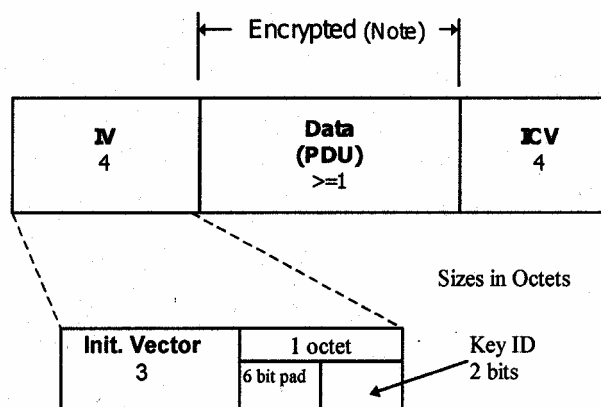 Encrypted (Note)
IV
4
Data
(PDU)
>=1
ICV
4
Sizes in Octets
Init. Vector
3
1 octet
6 bit pad
Key ID
2 bits